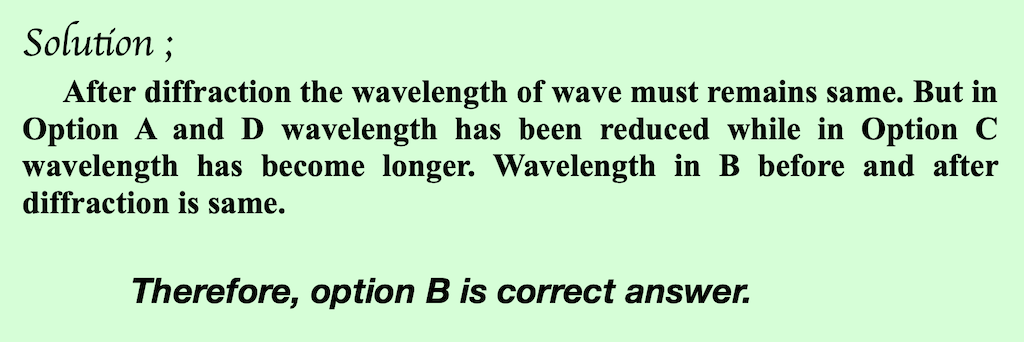 Solution ;
After diffraction the wavelength of wave must remains same. But in
Option A and D wavelength has been reduced while in Option C
wavelength has become longer. Wavelength in B before and after
diffraction is same.
Therefore, option B is correct answer.